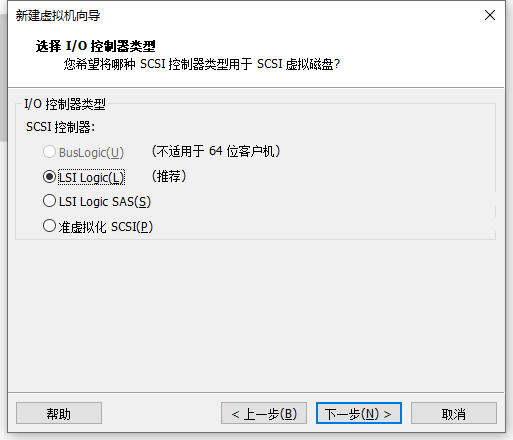 新建虚拟机向导
选择 I/O 控制器类型
您希望将哪种 SCSI 控制器类型用于 SCSI 虚拟磁盘?
I/O 控制器类型
SCSI 控制器:
BusLogic(U) (不适用于 64 位客户机)
LSI Logic(L) (推荐)
LSI Logic SAS(S)
准虚拟化 SCSI(P)
帮助 < 上一步(B) 下一步(N) > 取消